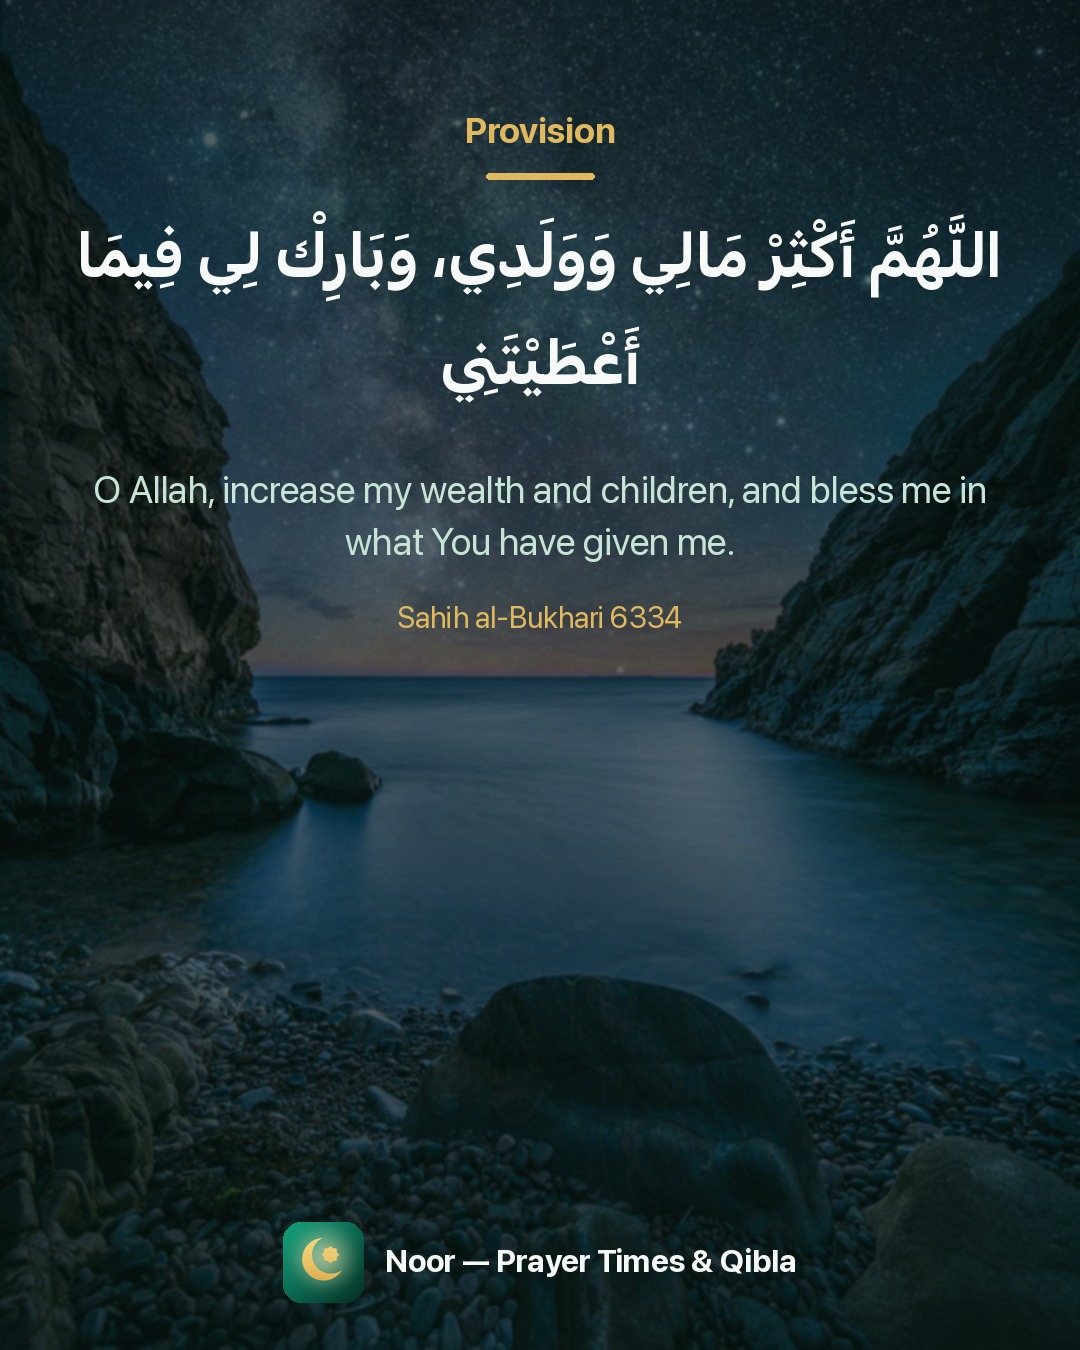 Provision
اللَّهُمَّ أَكْثِرْ مَالِي وَوَلَدِي، وَبَارِكْ لِي فِيمَا
أَعْطَيْتَنِي
O Allah, increase my wealth and children, and bless me in
what You have given me.
Sahih al-Bukhari 6334
Noor — Prayer Times & Qibla